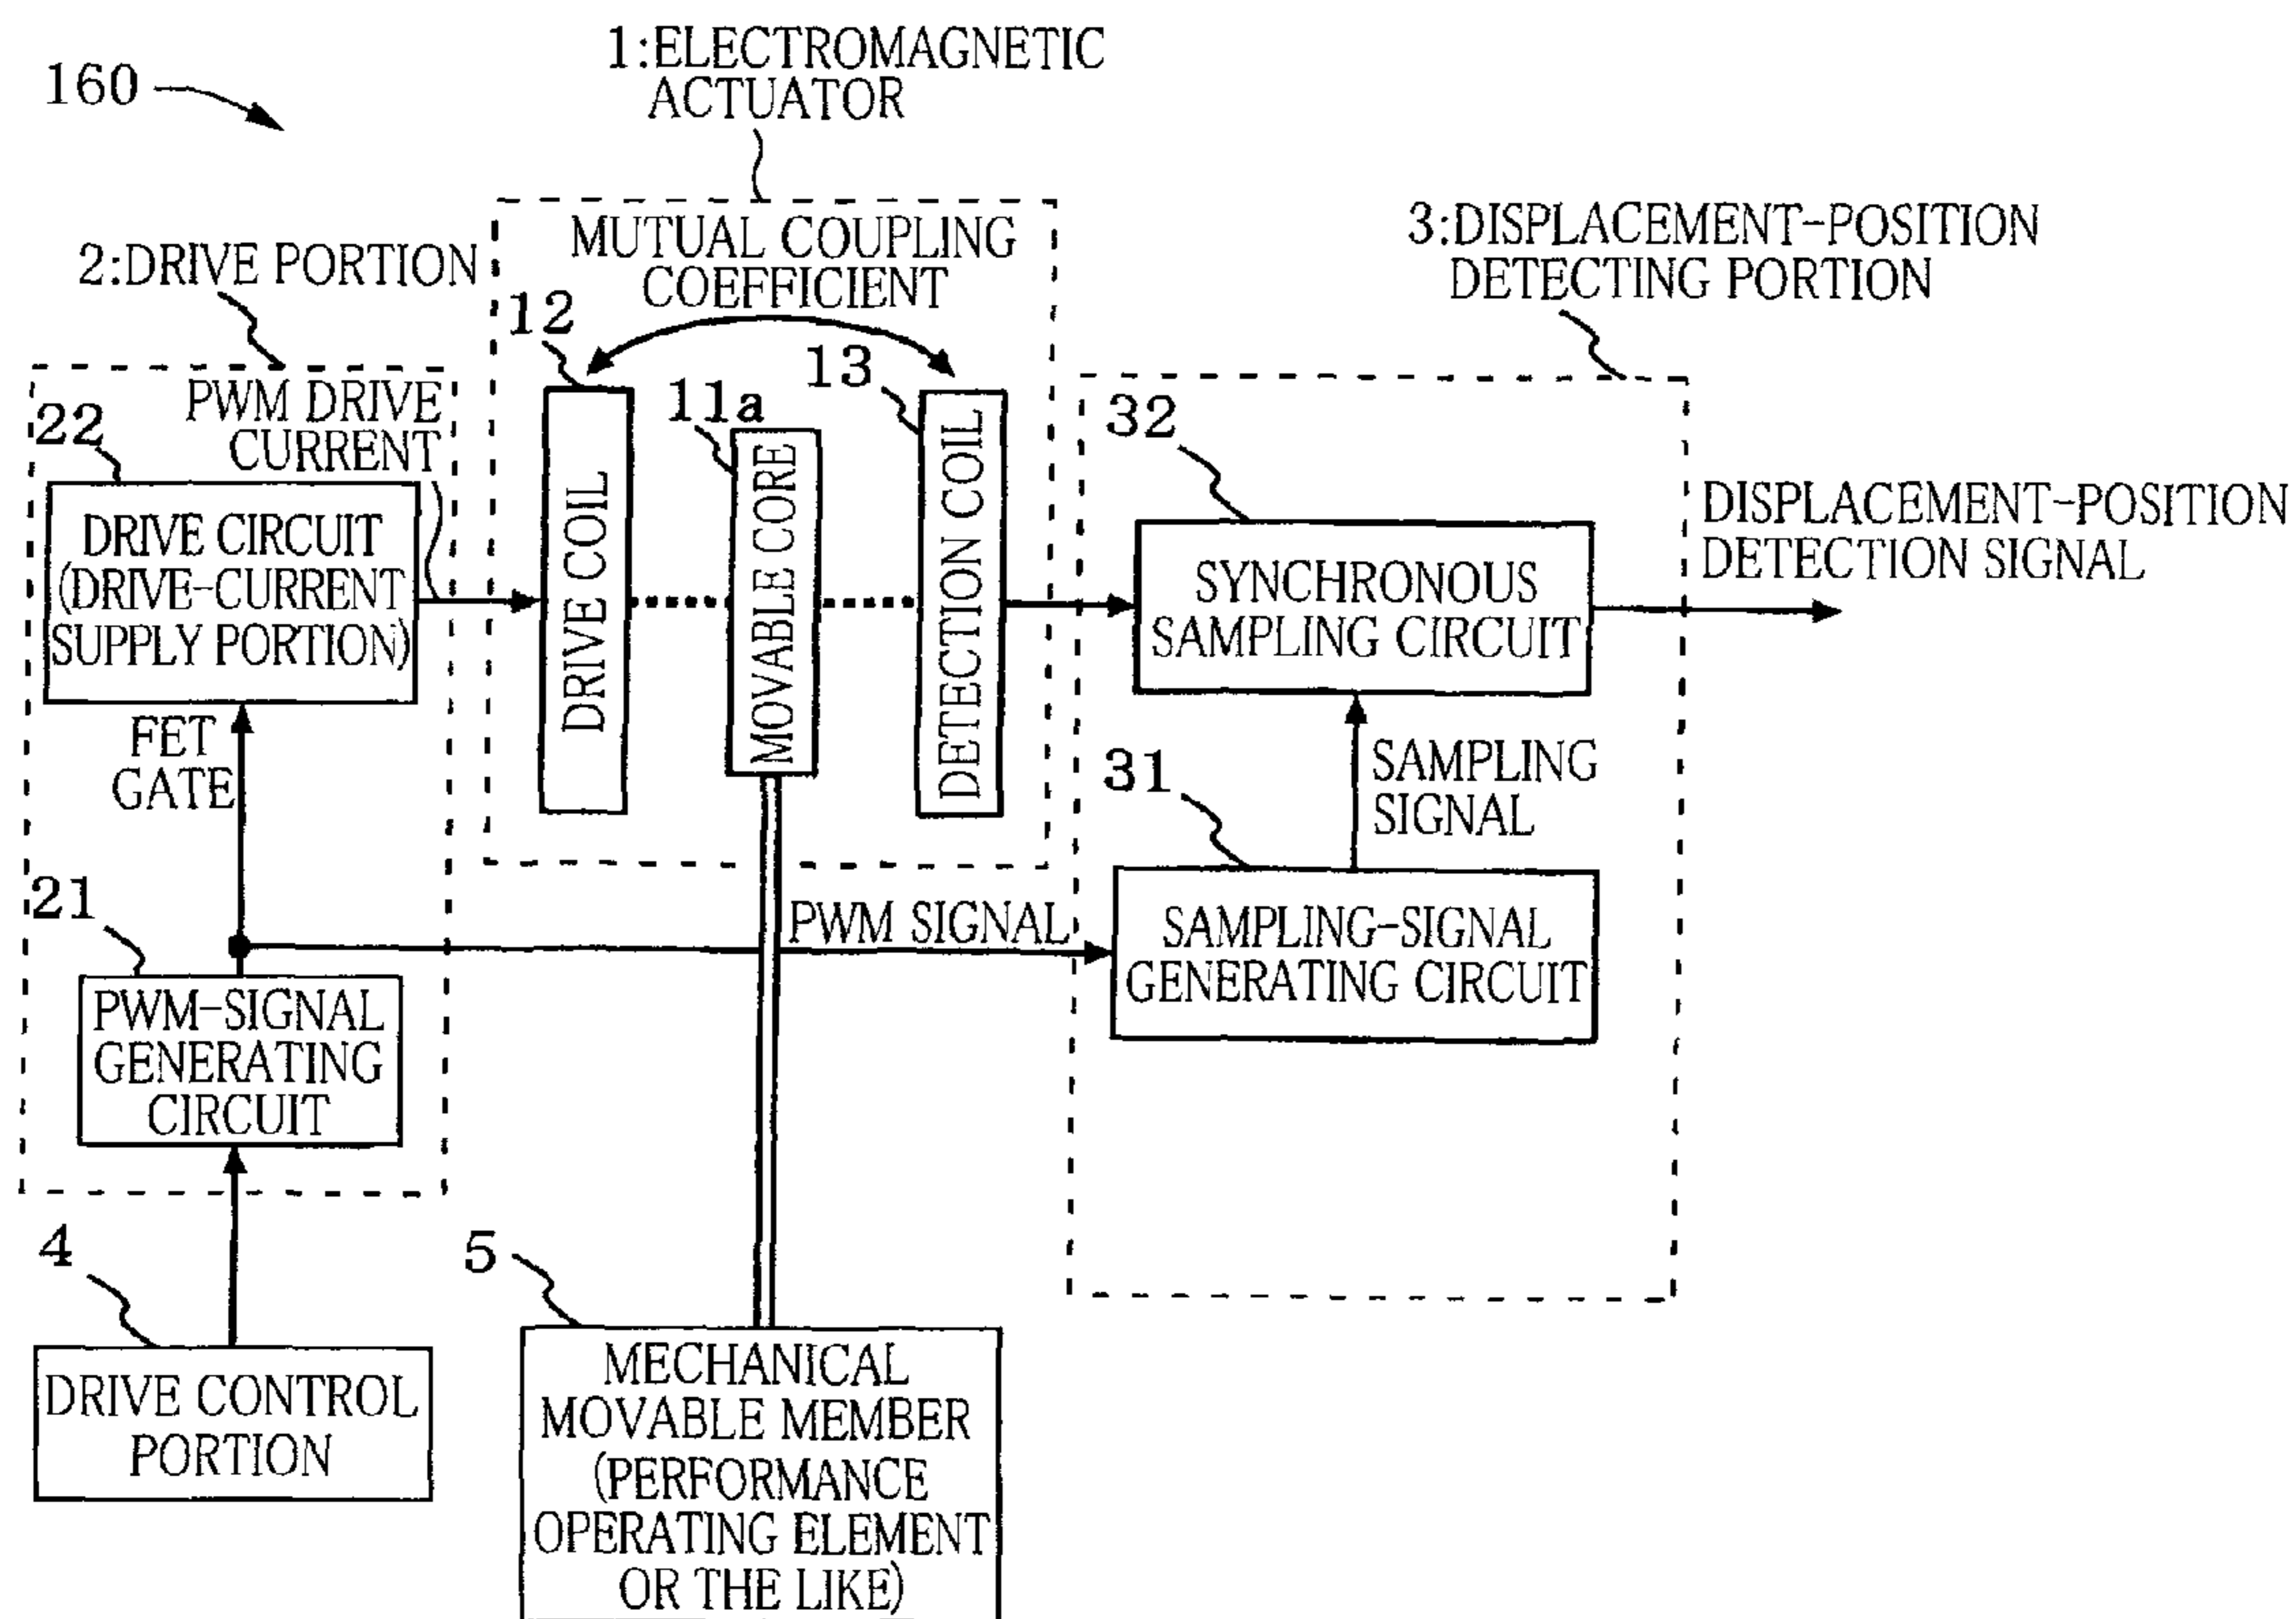 160
1:ELECTROMAGNETIC
ACTUATOR
2:DRIVE PORTION
MUTUAL COUPLING
COEFFICIENT
3:DISPLACEMENT-POSITION
DETECTING PORTION
12
13
11a
PWM DRIVE
CURRENT
22
DRIVE CIRCUIT
(DRIVE-CURRENT
SUPPLY PORTION)
DRIVE COIL
MOVABLE CORE
DETECTION COIL
32
SYNCHRONOUS
SAMPLING CIRCUIT
DISPLACEMENT-POSITION
DETECTION SIGNAL
FET
GATE
31
SAMPLING
SIGNAL
21
PWM SIGNAL
SAMPLING-SIGNAL
GENERATING CIRCUIT
PWM-SIGNAL
GENERATING
CIRCUIT
4
DRIVE CONTROL
PORTION
5
MECHANICAL
MOVABLE MEMBER
(PERFORMANCE
OPERATING ELEMENT
OR THE LIKE)